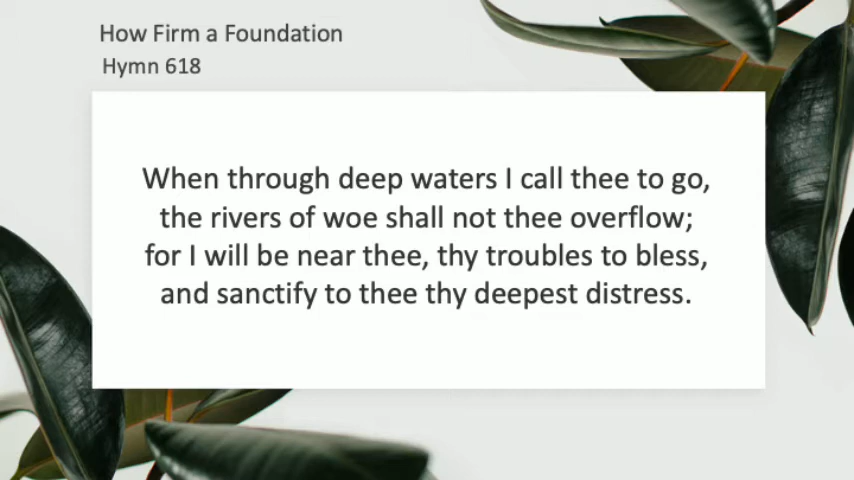 How Firm a Foundation
Hymn 618
When through deep waters I call thee to go,
the rivers of woe shall not thee overflow;
for I will be near thee, thy troubles to bless,
and sanctify to thee thy deepest distress.